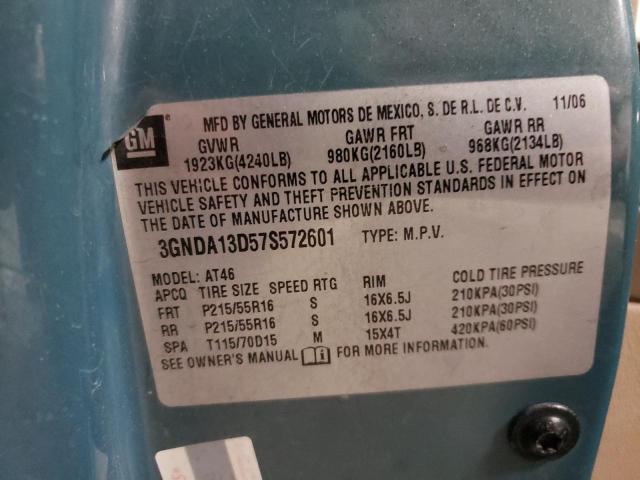 GM
MFD BY GENERAL MOTORS DE MEXICO, S. DE R.L. DE C.V. 11/06
GVWR GAWR FRT GAWR RR
1923KG(4240LB) 980KG(2160LB) 968KG(2134LB)
THIS VEHICLE CONFORMS TO ALL APPLICABLE U.S. FEDERAL MOTOR
VEHICLE SAFETY AND THEFT PREVENTION STANDARDS IN EFFECT ON
THE DATE OF MANUFACTURE SHOWN ABOVE.
3GNDA13D57S572601 TYPE: M.P.V.
MODEL: AT46
APCQ TIRE SIZE SPEED RTG RIM COLD TIRE PRESSURE
FRT P215/55R16 S 16X6.5J 210KPA(30PSI)
RR P215/55R16 S 16X6.5J 210KPA(30PSI)
SPA T115/70D15 M 15X4T 420KPA(60PSI)
SEE OWNER'S MANUAL FOR MORE INFORMATION.